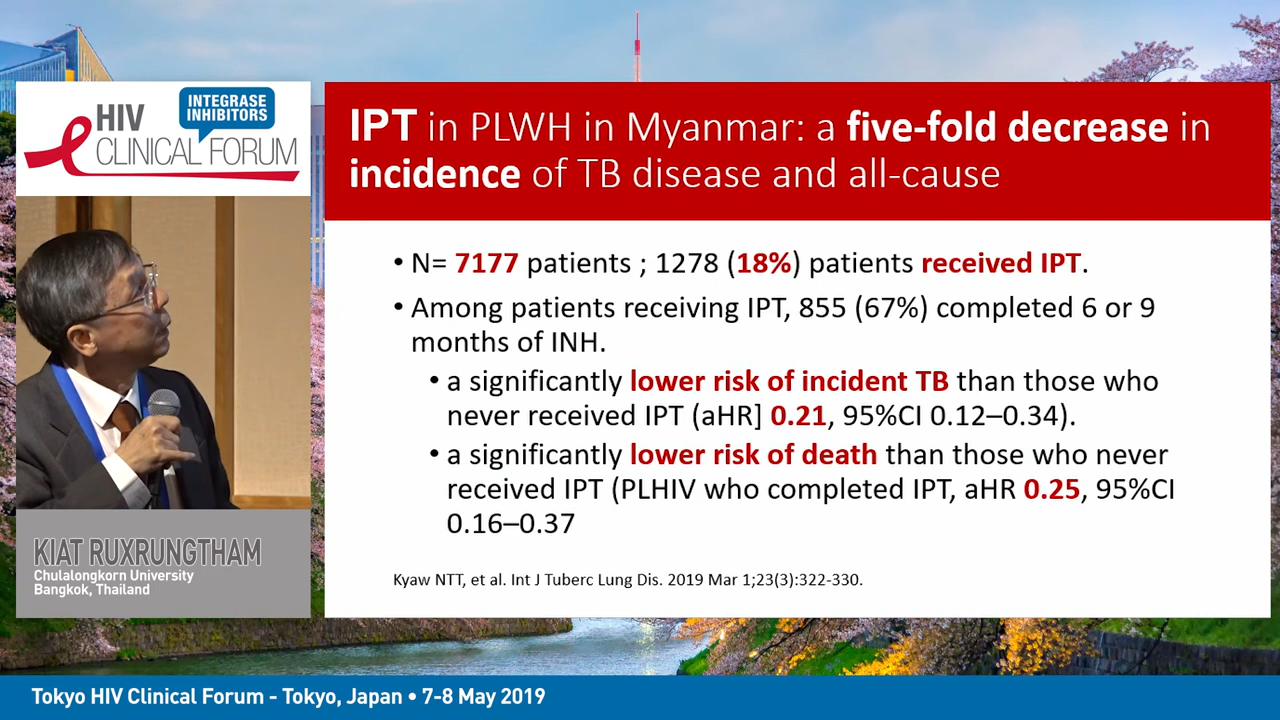 HIV
INTEGRASE
INHIBITORS
CLINICAL FORUM
IPT in PLWH in Myanmar: a five-fold decrease in
incidence of TB disease and all-cause
• N= 7177 patients ; 1278 (18%) patients received IPT.
• Among patients receiving IPT, 855 (67%) completed 6 or 9
months of INH.
• a significantly lower risk of incident TB than those who
never received IPT (aHR] 0.21, 95%CI 0.12–0.34).
• a significantly lower risk of death than those who never
received IPT (PLHIV who completed IPT, aHR 0.25, 95%CI
0.16–0.37
Kyaw NTT, et al. Int J Tuberc Lung Dis. 2019 Mar 1;23(3):322-330.
KIAT RUXRUNGTHAM
Chulalongkorn University
Bangkok, Thailand
Tokyo HIV Clinical Forum - Tokyo, Japan • 7-8 May 2019